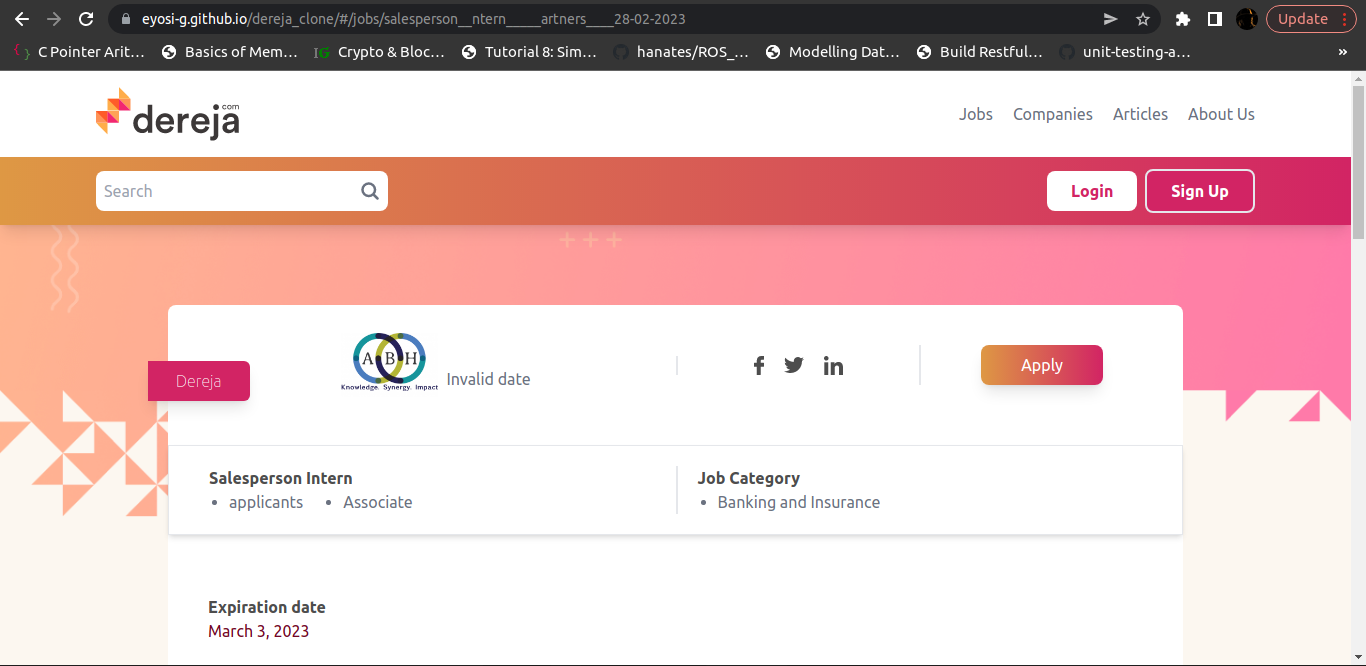 eyosi-g.github.io/dereja_clone/#/jobs/salesperson__ntern_____artners____28-02-2023
Update
C Pointer Arit… Basics of Mem… IG Crypto & Bloc… Tutorial 8: Sim… hanates/ROS_… Modelling Dat… Build Restful… unit-testing-a… »
dereja.com
Jobs Companies Articles About Us
Search
Login Sign Up
Dereja
ABH
Knowledge. Synergy. Impact
Invalid date
Apply
Salesperson Intern
• applicants • Associate
Job Category
• Banking and Insurance
Expiration date
March 3, 2023